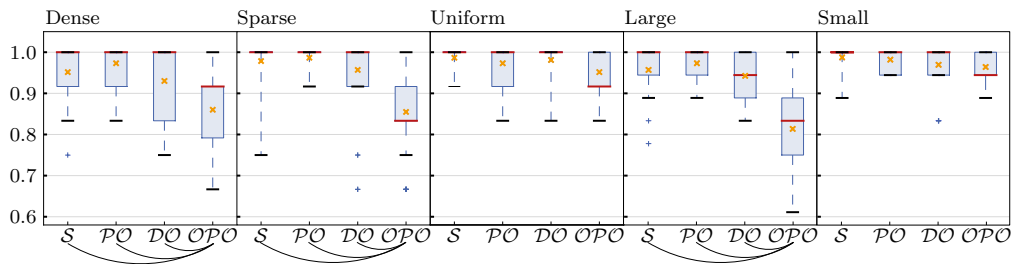 Dense Sparse Uniform Large Small
1.0
0.9
0.8
0.7
0.6
S PO DO OPO S PO DO OPO S PO DO OPO S PO DO OPO S PO DO OPO